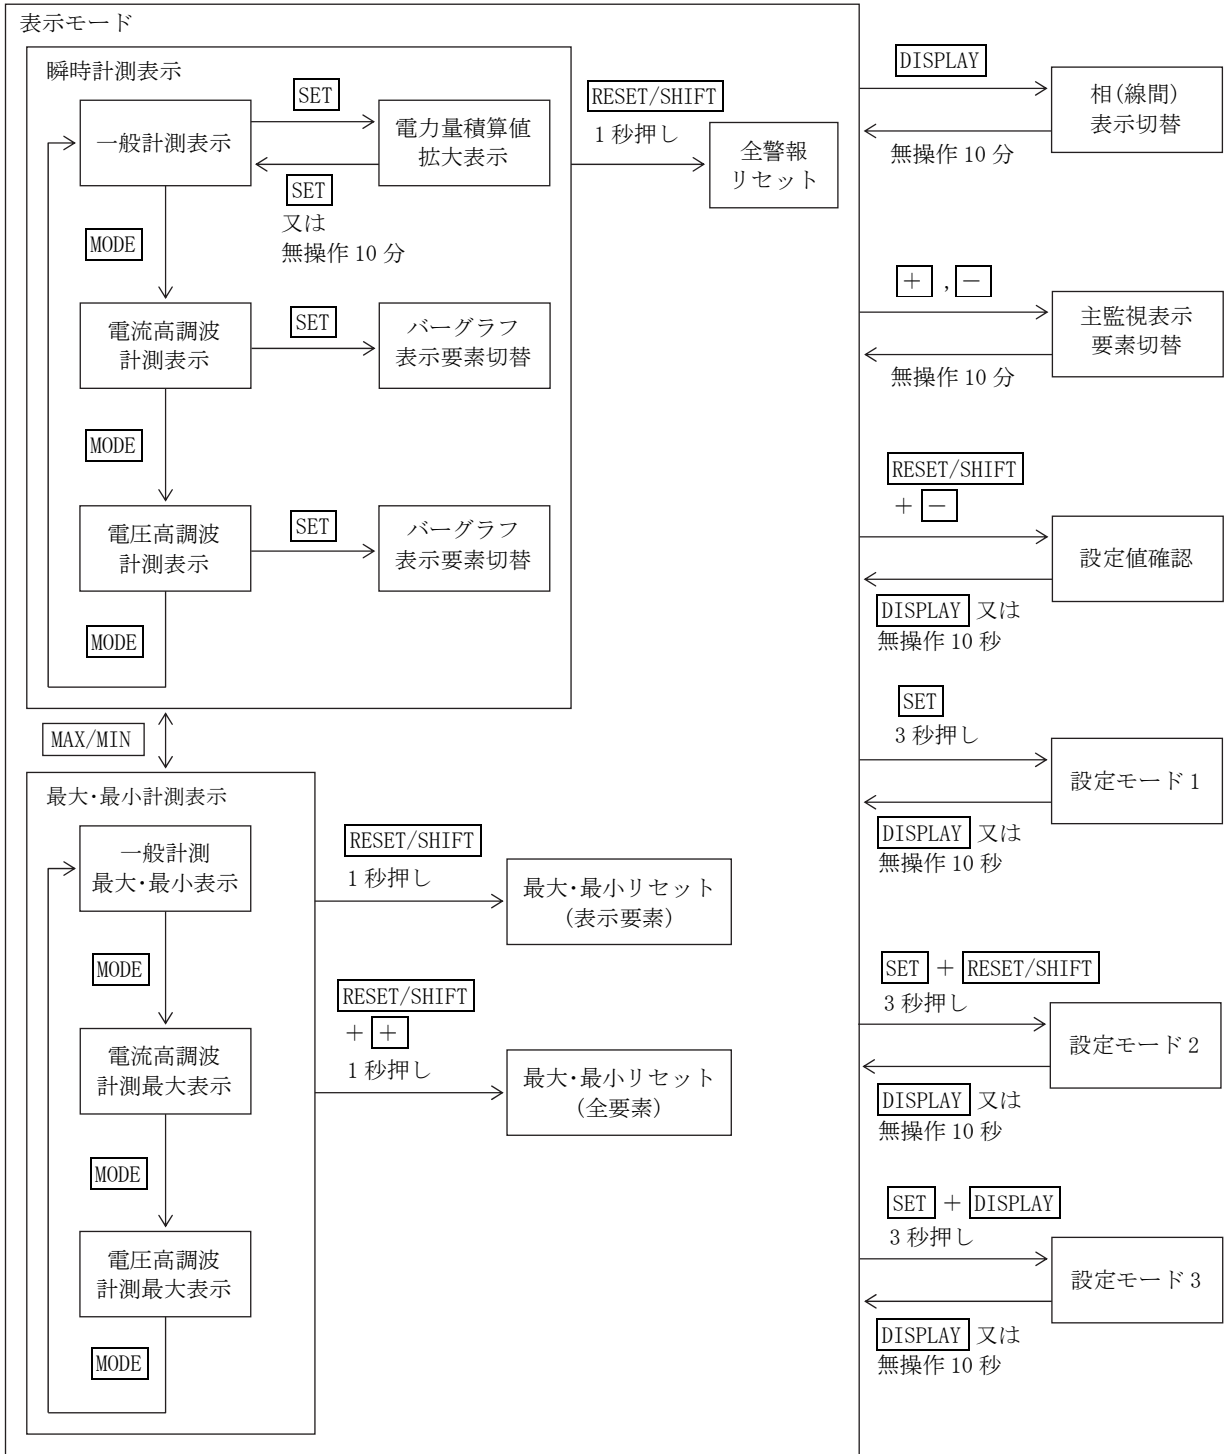 表示モード
瞬時計測表示
一般計測表示
SET
電力量積算値
拡大表示
SET
又は
無操作 10 分
MODE
電流高調波
計測表示
SET
バーグラフ
表示要素切替
MODE
電圧高調波
計測表示
SET
バーグラフ
表示要素切替
MODE
RESET/SHIFT
1 秒押し
全警報
リセット
MAX/MIN
最大・最小計測表示
一般計測
最大・最小表示
MODE
電流高調波
計測最大表示
MODE
電圧高調波
計測最大表示
MODE
RESET/SHIFT
1 秒押し
最大・最小リセット
(表示要素)
RESET/SHIFT
＋ ＋
1 秒押し
最大・最小リセット
(全要素)
DISPLAY
相(線間)
表示切替
無操作 10 分
＋ , －
主監視表示
要素切替
無操作 10 分
RESET/SHIFT
＋ －
設定値確認
DISPLAY 又は
無操作 10 秒
SET
3 秒押し
設定モード 1
DISPLAY 又は
無操作 10 秒
SET ＋ RESET/SHIFT
3 秒押し
設定モード 2
DISPLAY 又は
無操作 10 秒
SET ＋ DISPLAY
3 秒押し
設定モード 3
DISPLAY 又は
無操作 10 秒